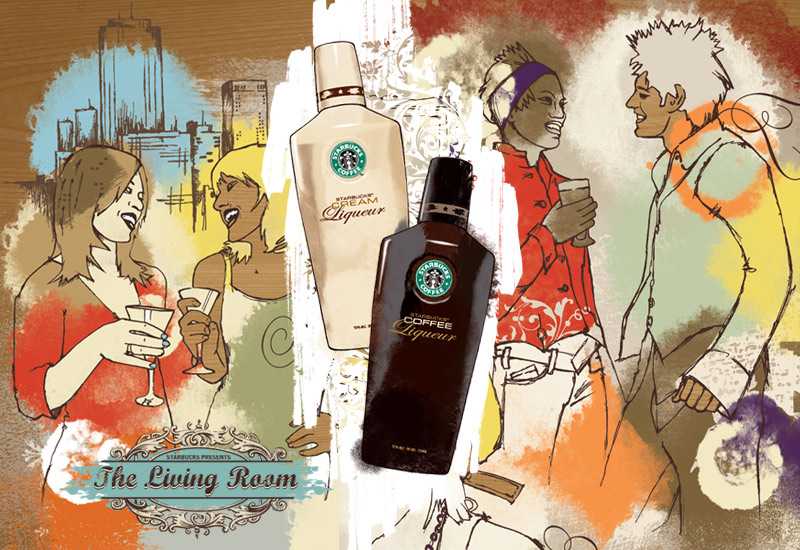 STARBUCKS
COFFEE
STARBUCKS®
CREAM
Liqueur
STARBUCKS
COFFEE
STARBUCKS®
COFFEE
Liqueur
STARBUCKS PRESENTS
The Living Room